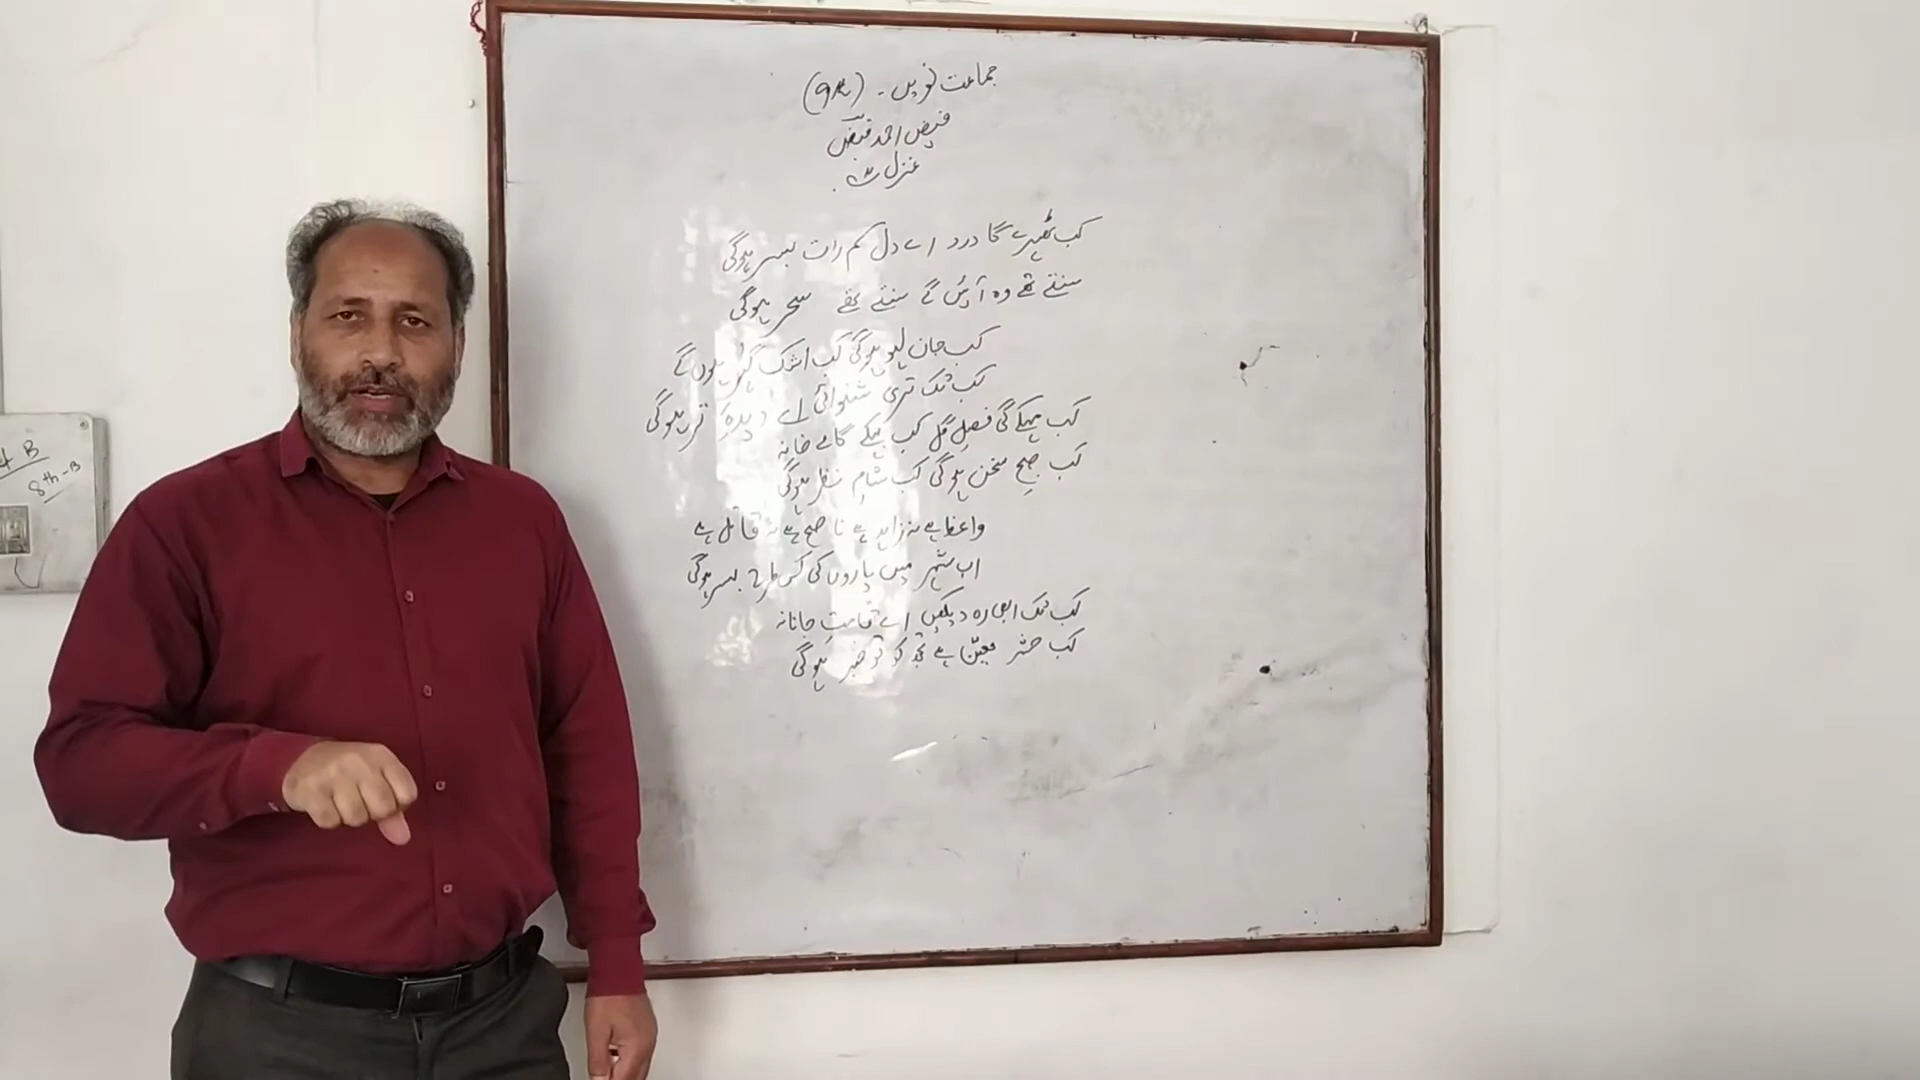 جماعت نویں - (9th)
فیض احمد فیض
غزل
کب ٹھہرے گا درد اے دل کب رات بسر ہوگی
سنتے تھے وہ آئیں گے سنتے تھے سحر ہوگی
کب جان لہو ہوگی کب اشک گہر ہوں گے
کب تک تری شنوائی اے دیدہ تر ہوگی
کب مہکے گی فصلِ گل کب بہکے گا مے خانہ
کب صبحِ سخن ہوگی کب شامِ نظر ہوگی
واعظ ہے نہ زاہد ہے ناصح ہے نہ قاتل ہے
اب شہر میں یاروں کی کس طرح بسر ہوگی
کب تک ابھی رہ دیکھیں اے قامتِ جانانہ
کب حشر معیّن ہے تجھ کو تو خبر ہوگی
B
8th-B